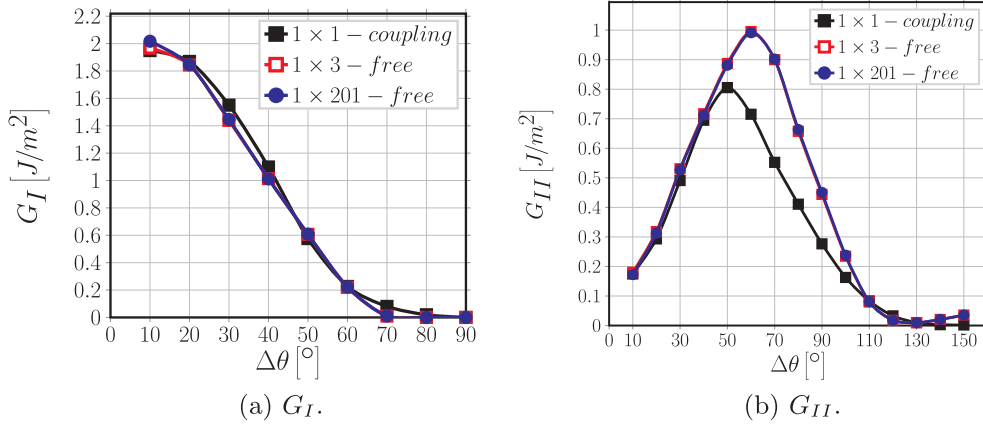 G_I [J/m^2]
2.2
2
1.8
1.6
1.4
1.2
1
0.8
0.6
0.4
0.2
0
0 10 20 30 40 50 60 70 80 90
Δθ [°]
1 × 1 − coupling
1 × 3 − free
1 × 201 − free
(a) G_I.
G_{II} [J/m^2]
1
0.9
0.8
0.7
0.6
0.5
0.4
0.3
0.2
0.1
0
0 10 30 50 70 90 110 130 150
Δθ [°]
1 × 1 − coupling
1 × 3 − free
1 × 201 − free
(b) G_{II}.